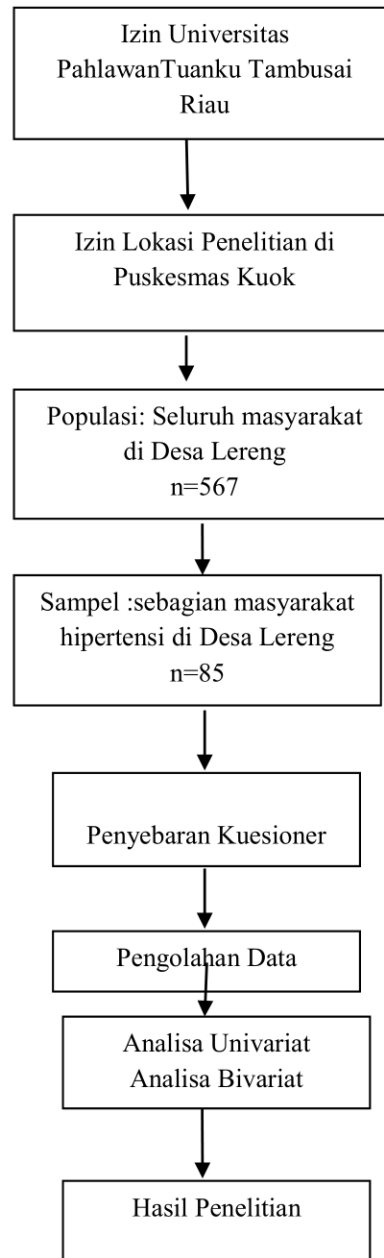 Izin Universitas
PahlawanTuanku Tambusai
Riau
Izin Lokasi Penelitian di
Puskesmas Kuok
Populasi: Seluruh masyarakat
di Desa Lereng
n=567
Sampel :sebagian masyarakat
hipertensi di Desa Lereng
n=85
Penyebaran Kuesioner
Pengolahan Data
Analisa Univariat
Analisa Bivariat
Hasil Penelitian